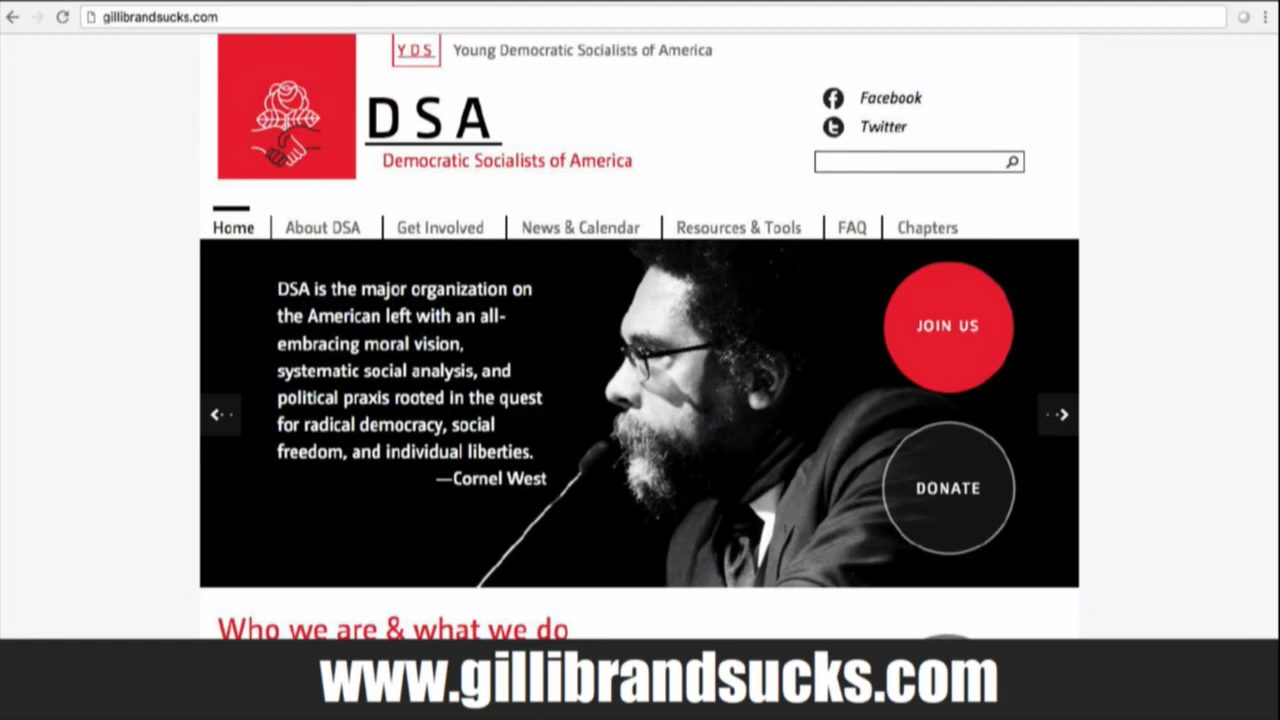 gillibrandsucks.com
YDS Young Democratic Socialists of America
DSA
Democratic Socialists of America
Facebook
Twitter
Home About DSA Get Involved News & Calendar Resources & Tools FAQ Chapters
DSA is the major organization on
the American left with an all-
embracing moral vision,
systematic social analysis, and
political praxis rooted in the quest
for radical democracy, social
freedom, and individual liberties.
—Cornel West
JOIN US
DONATE
Who we are & what we do
www.gillibrandsucks.com